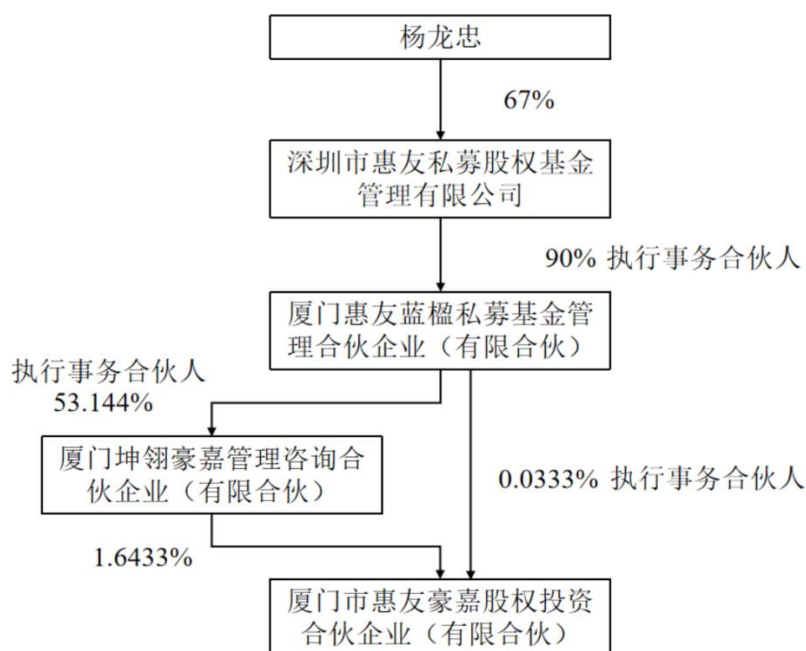 杨龙忠
67%
深圳市惠友私募股权基金
管理有限公司
90% 执行事务合伙人
厦门惠友蓝楹私募基金管
理合伙企业（有限合伙）
执行事务合伙人
53.144%
厦门坤翎豪嘉管理咨询合
伙企业（有限合伙）
0.0333% 执行事务合伙人
1.6433%
厦门市惠友豪嘉股权投资
合伙企业（有限合伙）